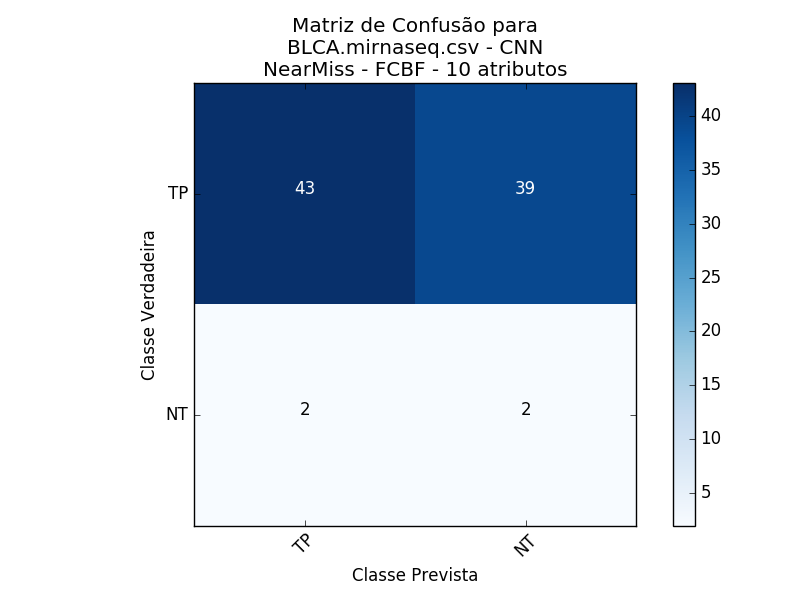 Matriz de Confusão para
BLCA.mirnaseq.csv - CNN
NearMiss - FCBF - 10 atributos
Classe Verdadeira
TP
43
39
NT
2
2
TP
NT
Classe Prevista
40
35
30
25
20
15
10
5